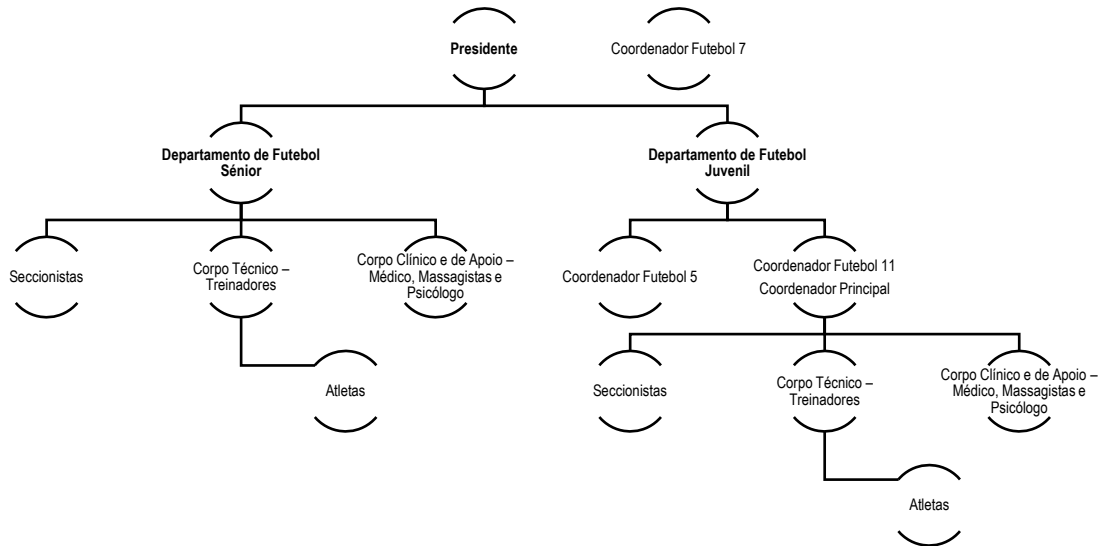 Presidente
Coordenador Futebol 7
Departamento de Futebol
Sénior
Departamento de Futebol
Juvenil
Seccionistas
Corpo Técnico –
Treinadores
Corpo Clínico e de Apoio –
Médico, Massagistas e
Psicólogo
Coordenador Futebol 5
Coordenador Futebol 11
Coordenador Principal
Atletas
Seccionistas
Corpo Técnico –
Treinadores
Corpo Clínico e de Apoio –
Médico, Massagistas e
Psicólogo
Atletas